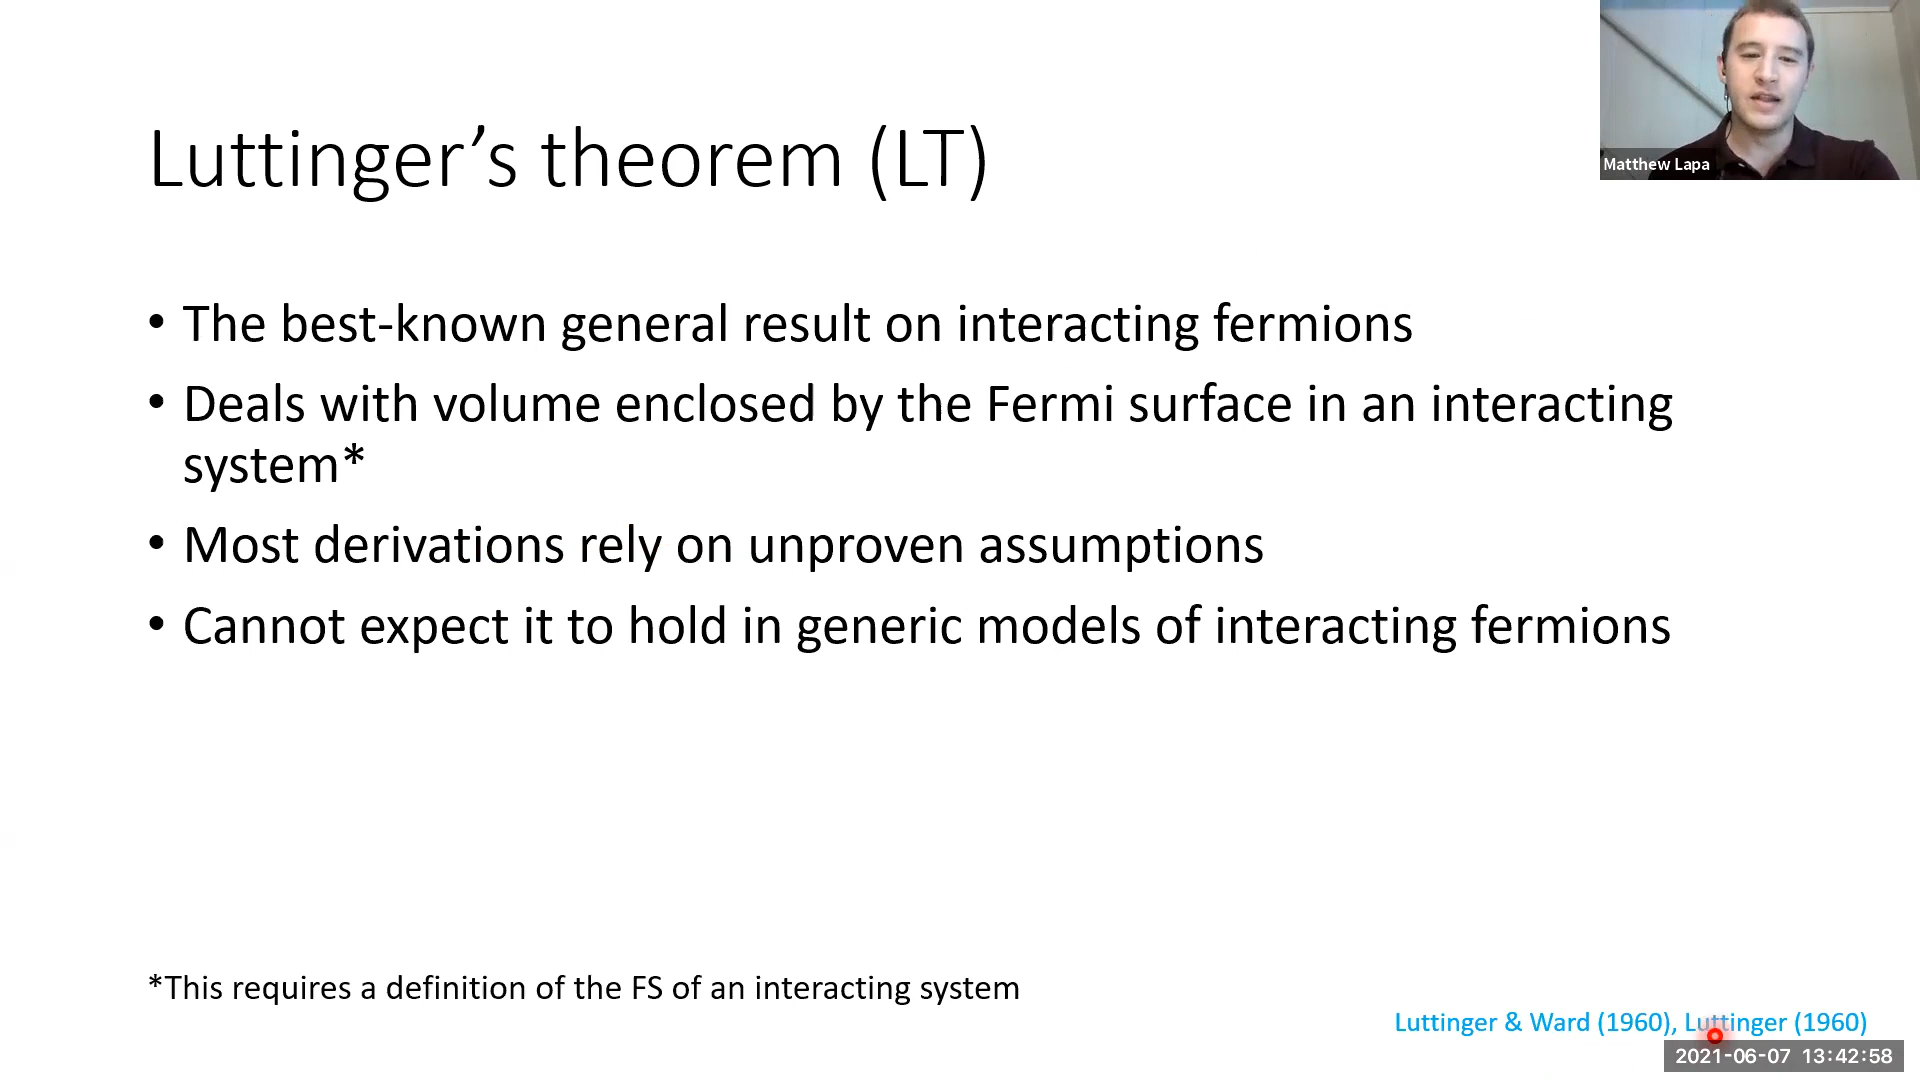 Luttinger’s theorem (LT)
Matthew Lapa
• The best-known general result on interacting fermions
• Deals with volume enclosed by the Fermi surface in an interacting
system*
• Most derivations rely on unproven assumptions
• Cannot expect it to hold in generic models of interacting fermions
*This requires a definition of the FS of an interacting system
Luttinger & Ward (1960), Luttinger (1960)
2021-06-07 13:42:58